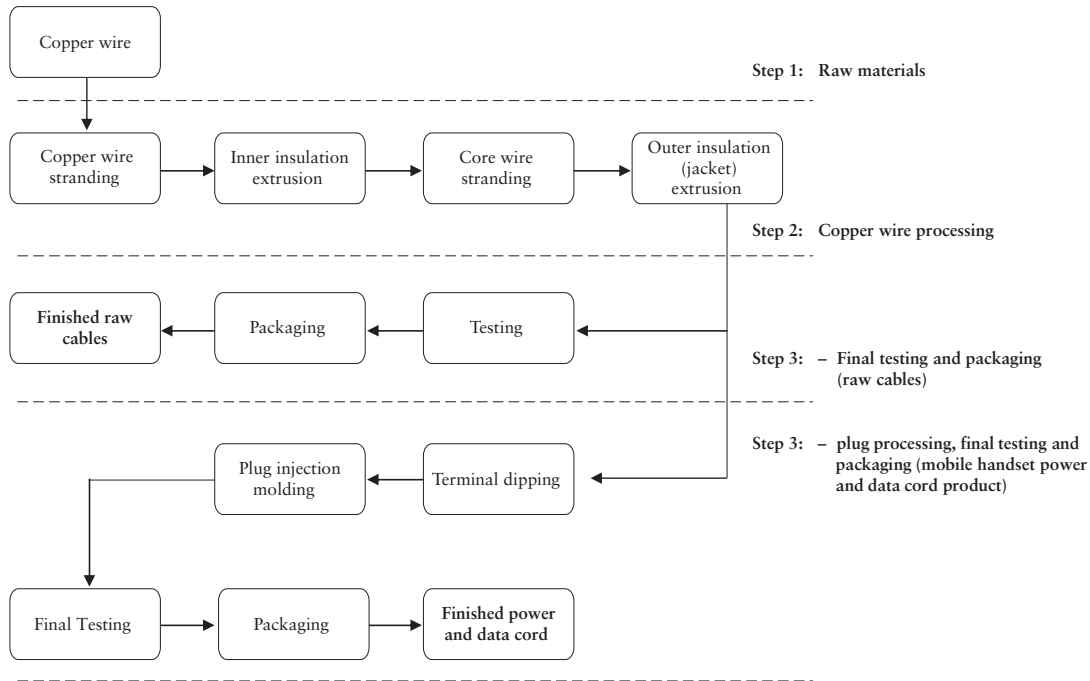 Copper wire
Step 1: Raw materials
Copper wire
stranding
Inner insulation
extrusion
Core wire
stranding
Outer insulation
(jacket)
extrusion
Step 2: Copper wire processing
Finished raw
cables
Packaging
Testing
Step 3: – Final testing and packaging
(raw cables)
Step 3: – plug processing, final testing and
packaging (mobile handset power
and data cord product)
Plug injection
molding
Terminal dipping
Final Testing
Packaging
Finished power
and data cord